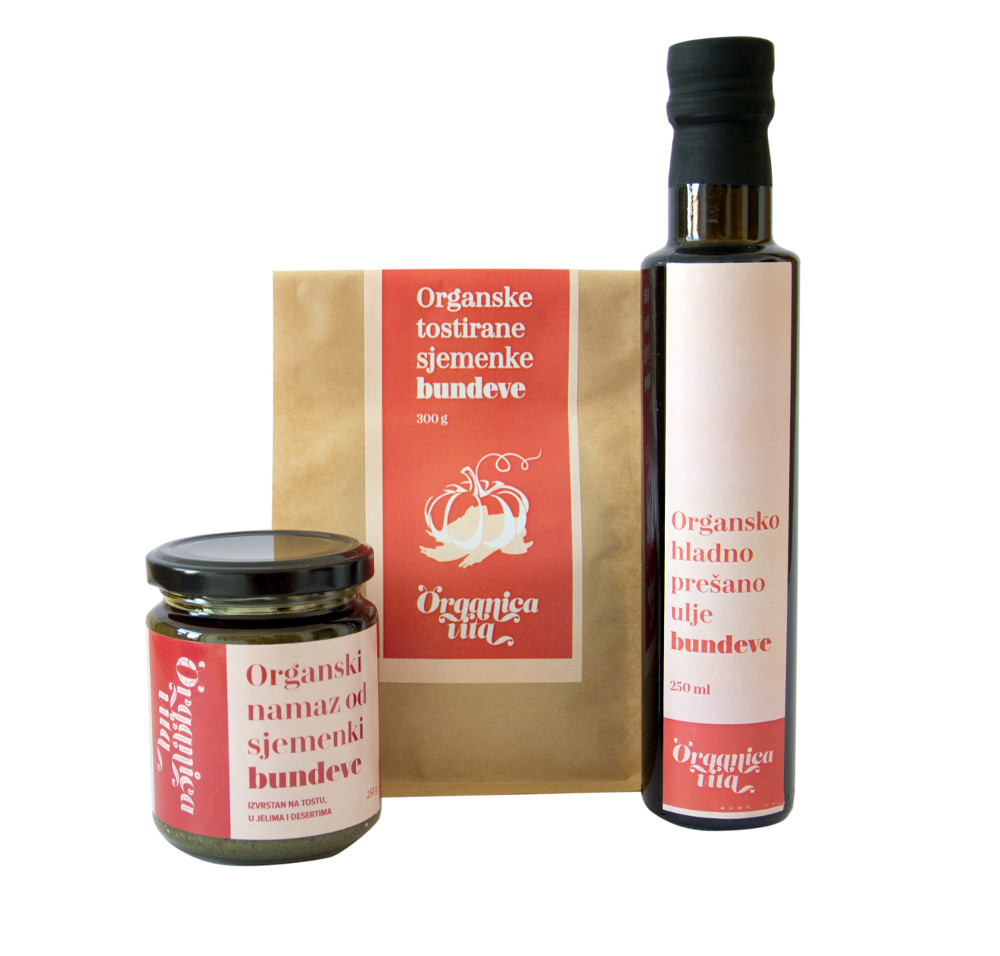 Organske
tostirane
sjemenke
bundeve
300 g
Organica
vita
Organski
namaz od
sjemenki
bundeve
IZVRSTAN NA TOSTU,
U JELIMA I DESERTIMA
Organica
vita
Organsko
hladno
prešano
ulje
bundeve
250 ml
Organica
vita